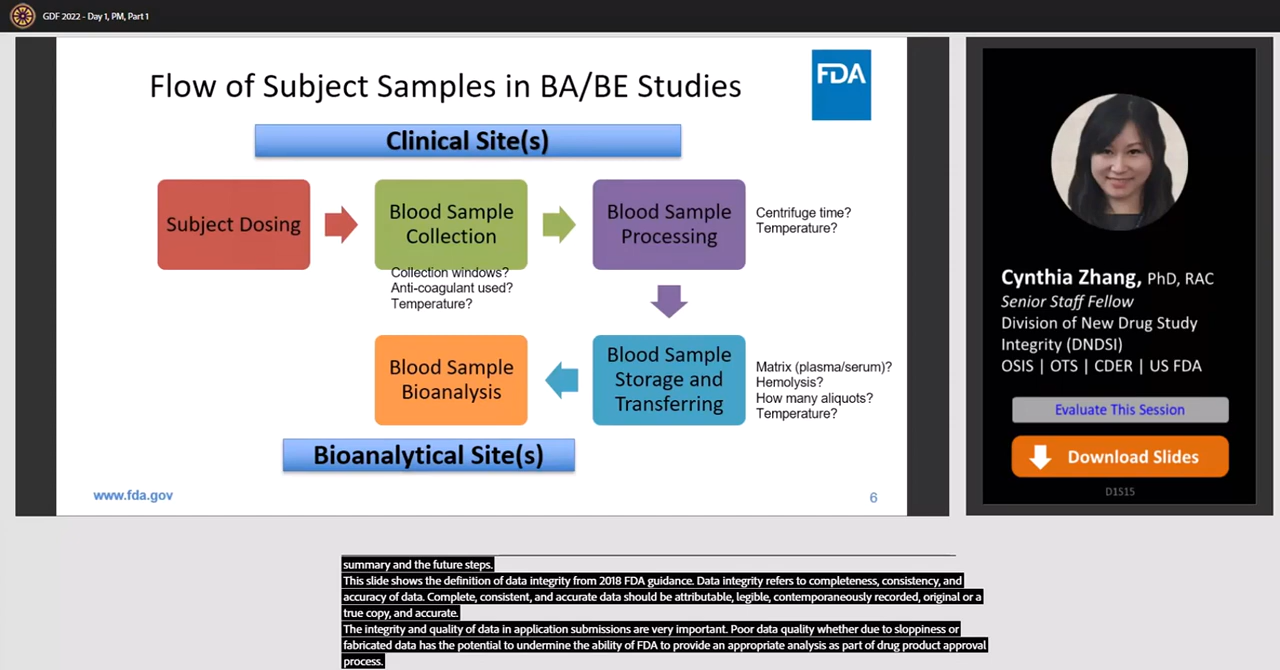 GDF 2022 - Day 1, PM, Part 1
Flow of Subject Samples in BA/BE Studies
FDA
Clinical Site(s)
Subject Dosing
Blood Sample
Collection
Blood Sample
Processing
Centrifuge time?
Temperature?
Collection windows?
Anti-coagulant used?
Temperature?
Blood Sample
Bioanalysis
Blood Sample
Storage and
Transferring
Matrix (plasma/serum)?
Hemolysis?
How many aliquots?
Temperature?
Bioanalytical Site(s)
www.fda.gov
6
Cynthia Zhang, PhD, RAC
Senior Staff Fellow
Division of New Drug Study
Integrity (DNDSI)
OSIS | OTS | CDER | US FDA
Evaluate This Session
Download Slides
D1515
summary and the future steps.
This slide shows the definition of data integrity from 2018 FDA guidance. Data integrity refers to completeness, consistency, and
accuracy of data. Complete, consistent, and accurate data should be attributable, legible, contemporaneously recorded, original or a
true copy, and accurate.
The integrity and quality of data in application submissions are very important. Poor data quality whether due to sloppiness or
fabricated data has the potential to undermine the ability of FDA to provide an appropriate analysis as part of drug product approval
process.